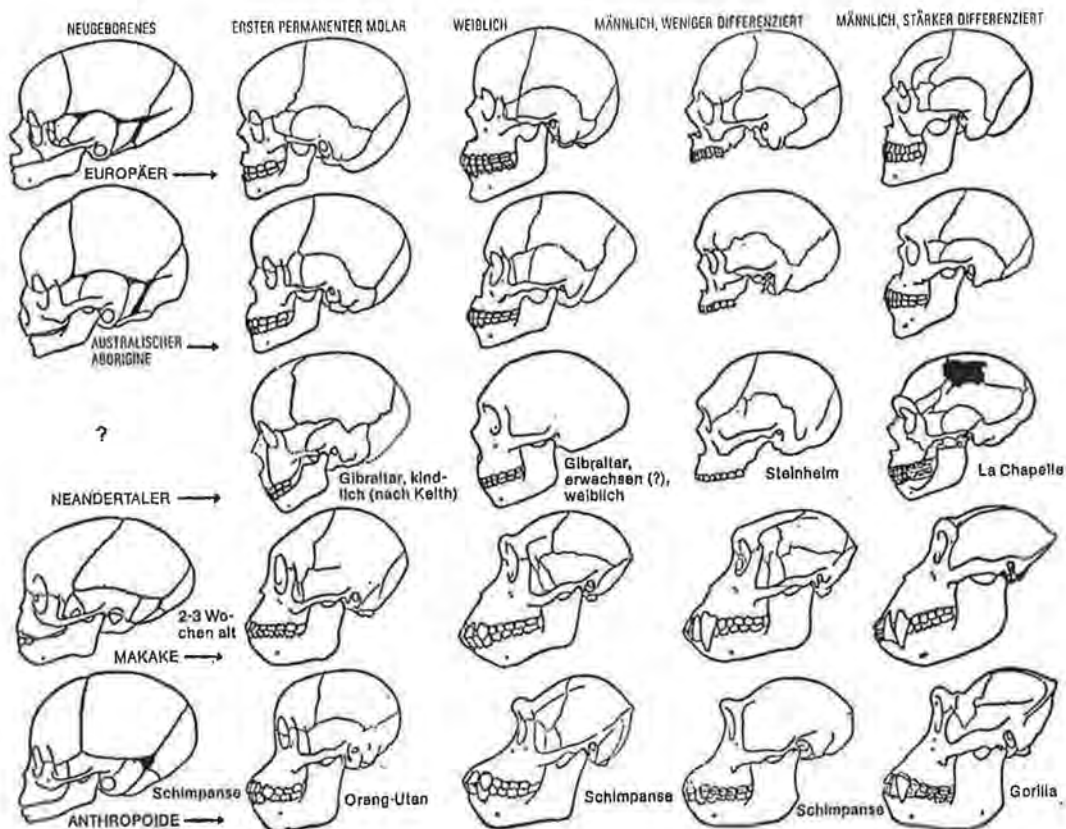 NEUGEBORENES
ERSTER PERMANENTER MOLAR
WEIBLICH
MÄNNLICH, WENIGER DIFFERENZIERT
MÄNNLICH, STÄRKER DIFFERENZIERT
EUROPÄER
AUSTRALISCHER
ABORIGINE
?
NEANDERTALER
Gibraltar, kind-
lich (nach Keith)
Gibraltar,
erwachsen (?),
weiblich
Steinheim
La Chapelle
2-3 Wo-
chen alt
MAKAKE
Schimpanse
ANTHROPOIDE
Orang-Utan
Schimpanse
Schimpanse
Gorilla